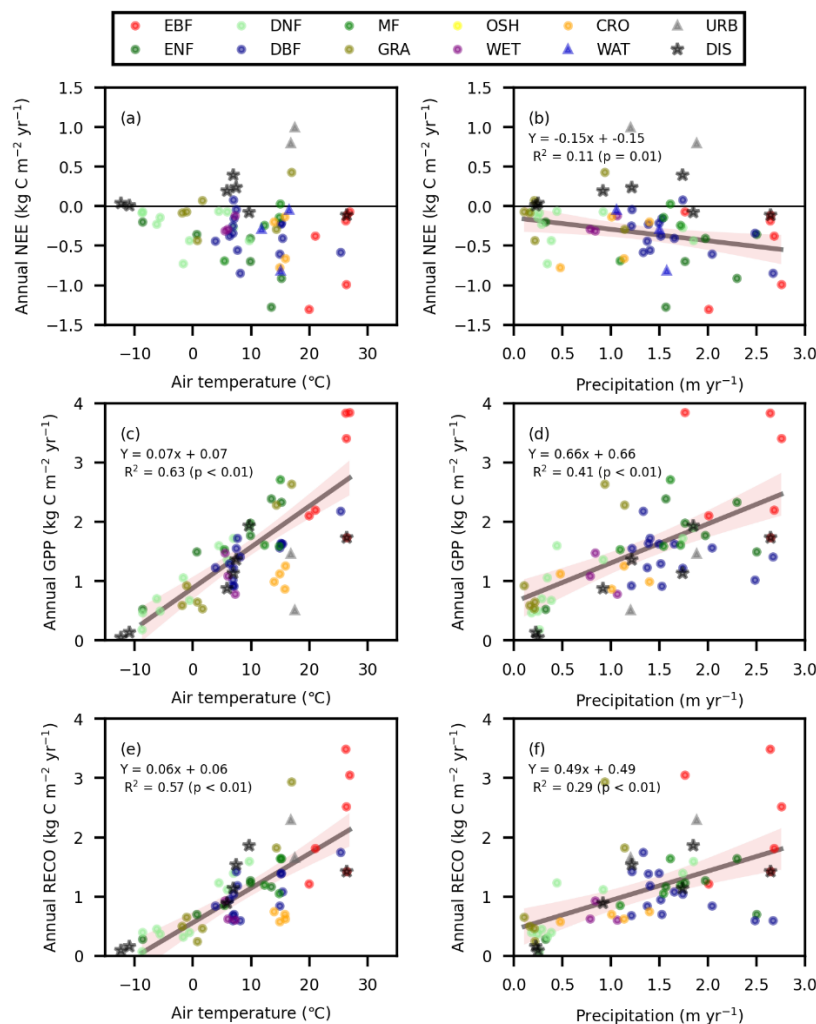 EBF DNF MF OSH CRO URB
ENF DBF GRA WET WAT DIS
1.5
1.0
0.5
0.0
−0.5
−1.0
−1.5
Annual NEE (kg C m⁻² yr⁻¹)
(a)
−10 0 10 20 30
Air temperature (℃)
1.5
1.0
0.5
0.0
−0.5
−1.0
−1.5
Annual NEE (kg C m⁻² yr⁻¹)
(b)
Y = -0.15x + -0.15
R² = 0.11 (p = 0.01)
0.0 0.5 1.0 1.5 2.0 2.5 3.0
Precipitation (m yr⁻¹)
4
3
2
1
0
Annual GPP (kg C m⁻² yr⁻¹)
(c)
Y = 0.07x + 0.07
R² = 0.63 (p < 0.01)
−10 0 10 20 30
Air temperature (℃)
4
3
2
1
0
Annual GPP (kg C m⁻² yr⁻¹)
(d)
Y = 0.66x + 0.66
R² = 0.41 (p < 0.01)
0.0 0.5 1.0 1.5 2.0 2.5 3.0
Precipitation (m yr⁻¹)
4
3
2
1
0
Annual RECO (kg C m⁻² yr⁻¹)
(e)
Y = 0.06x + 0.06
R² = 0.57 (p < 0.01)
−10 0 10 20 30
Air temperature (℃)
4
3
2
1
0
Annual RECO (kg C m⁻² yr⁻¹)
(f)
Y = 0.49x + 0.49
R² = 0.29 (p < 0.01)
0.0 0.5 1.0 1.5 2.0 2.5 3.0
Precipitation (m yr⁻¹)